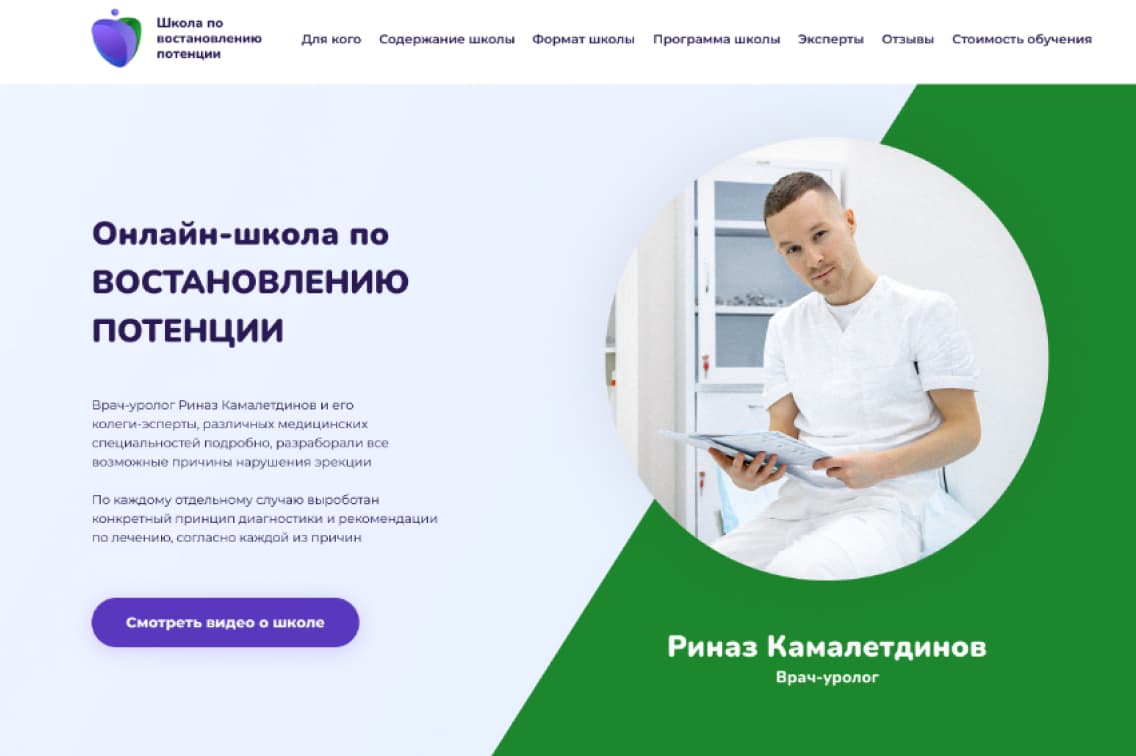 Школа по
востановлению
потенции
Для кого Содержание школы Формат школы Программа школы Эксперты Отзывы Стоимость обучения
Онлайн-школа по
ВОСТАНОВЛЕНИЮ
ПОТЕНЦИИ
Врач-уролог Риназ Камалетдинов и его
колеги-эсперты, различных медицинских
специальностей подробно, разраборали все
возможные причины нарушения эрекции
По каждому отдельному случаю выроботан
конкретный принцип диагностики и рекомендации
по лечению, согласно каждой из причин
Смотреть видео о школе
Риназ Камалетдинов
Врач-уролог